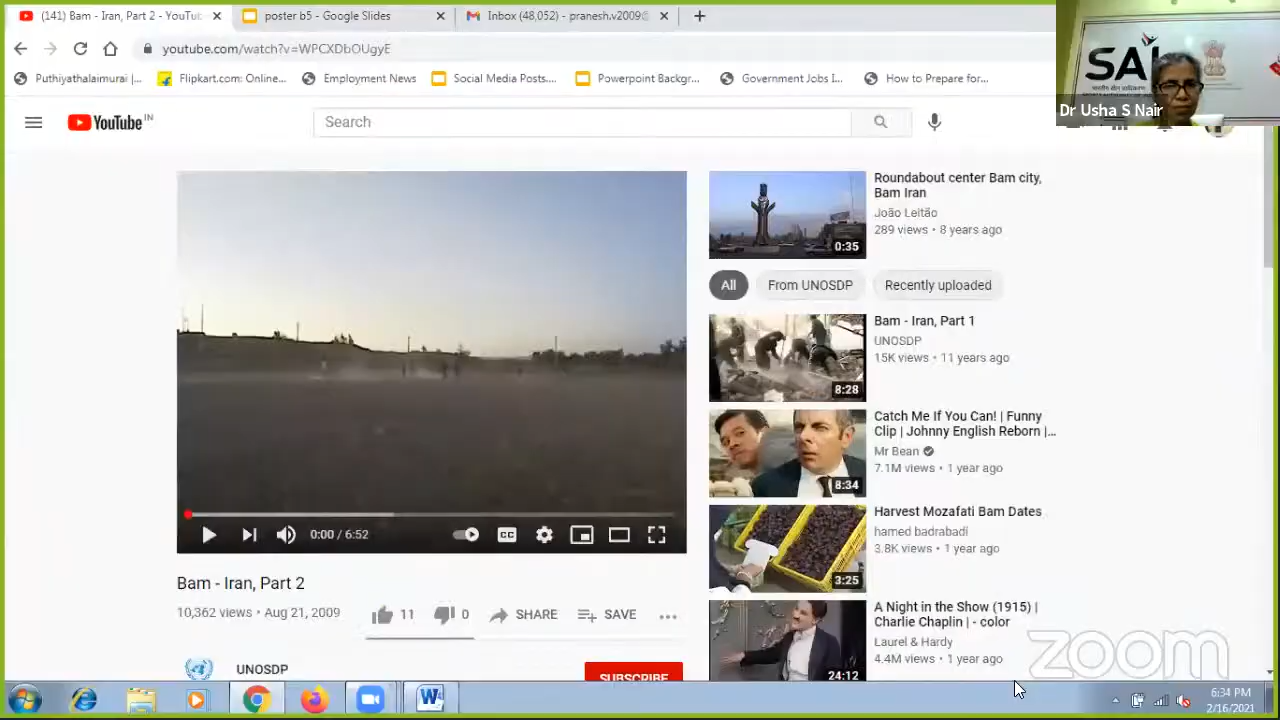 (141) Bam - Iran, Part 2 - YouTub
poster b5 - Google Slides
Inbox (48,052) - pranesh.v2009@
youtube.com/watch?v=WPCXDbOUgyE
Puthiyathalaimurai |...
Flipkart.com: Online...
Employment News
Social Media Posts....
Powerpoint Backgr...
Government Jobs I...
How to Prepare for...
SAI
Dr Usha S Nair
YouTube IN
Search
Roundabout center Bam city,
Bam Iran
João Leitão
289 views • 8 years ago
0:35
All
From UNOSDP
Recently uploaded
Bam - Iran, Part 1
UNOSDP
15K views • 11 years ago
8:28
Catch Me If You Can! | Funny
Clip | Johnny English Reborn |...
Mr Bean
7.1M views • 1 year ago
8:34
Harvest Mozafati Bam Dates
hamed badrabadi
3.8K views • 1 year ago
3:25
A Night in the Show (1915) |
Charlie Chaplin | - color
Laurel & Hardy
4.4M views • 1 year ago
24:12
0:00 / 6:52
CC
Bam - Iran, Part 2
10,362 views • Aug 21, 2009
11
0
SHARE
SAVE
UNOSDP
SUBSCRIBE
zoom
6:34 PM
2/16/2021